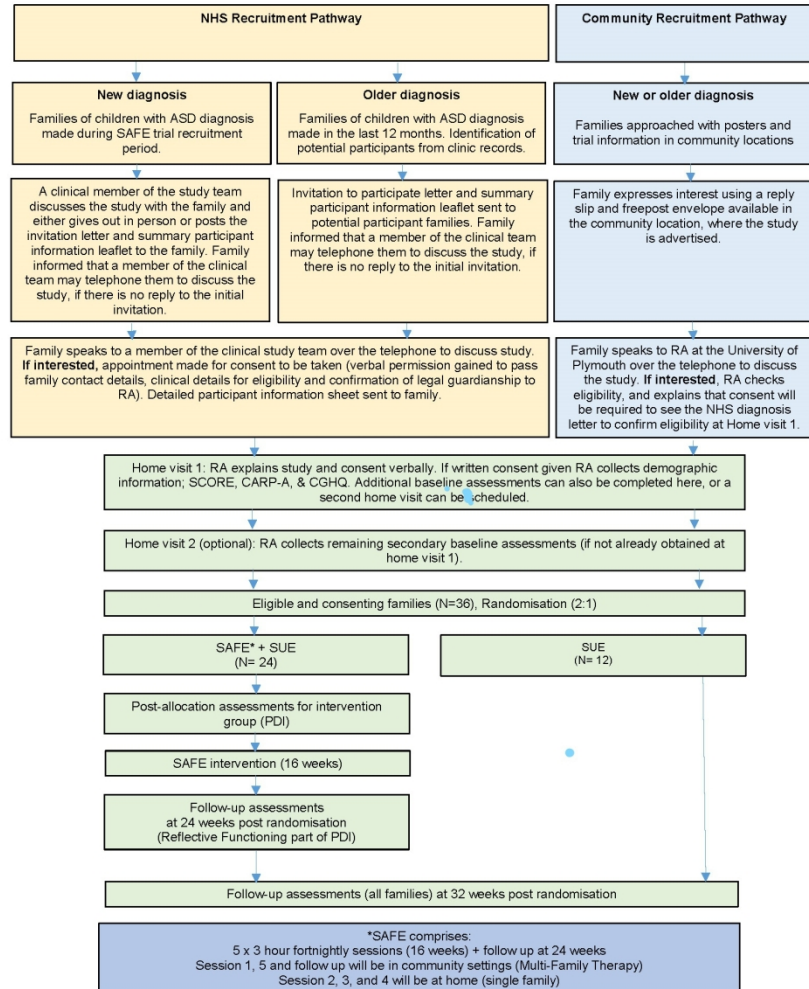 NHS Recruitment Pathway
Community Recruitment Pathway
New diagnosis
Families of children with ASD diagnosis
made during SAFE trial recruitment
period.
Older diagnosis
Families of children with ASD diagnosis
made in the last 12 months. Identification of
potential participants from clinic records.
New or older diagnosis
Families approached with posters and
trial information in community locations
A clinical member of the study team
discusses the study with the family and
either gives out in person or posts the
invitation letter and summary participant
information leaflet to the family. Family
informed that a member of the clinical
team may telephone them to discuss the
study, if there is no reply to the initial
invitation.
Invitation to participate letter and summary
participant information leaflet sent to
potential participant families. Family
informed that a member of the clinical team
may telephone them to discuss the study, if
there is no reply to the initial invitation.
Family expresses interest using a reply
slip and freepost envelope available in
the community location, where the study
is advertised.
Family speaks to a member of the clinical study team over the telephone to discuss study.
If interested, appointment made for consent to be taken (verbal permission gained to pass
family contact details, clinical details for eligibility and confirmation of legal guardianship to
RA). Detailed participant information sheet sent to family.
Family speaks to RA at the University of
Plymouth over the telephone to discuss
the study. If interested, RA checks
eligibility, and explains that consent will
be required to see the NHS diagnosis
letter to confirm eligibility at Home visit 1.
Home visit 1: RA explains study and consent verbally. If written consent given RA collects demographic
information; SCORE, CARP-A, & CGHQ. Additional baseline assessments can also be completed here, or a
second home visit can be scheduled.
Home visit 2 (optional): RA collects remaining secondary baseline assessments (if not already obtained at
home visit 1).
Eligible and consenting families (N=36), Randomisation (2:1)
SAFE* + SUE
(N= 24)
SUE
(N= 12)
Post-allocation assessments for intervention
group (PDI)
SAFE intervention (16 weeks)
Follow-up assessments
at 24 weeks post randomisation
(Reflective Functioning part of PDI)
Follow-up assessments (all families) at 32 weeks post randomisation
*SAFE comprises:
5 x 3 hour fortnightly sessions (16 weeks) + follow up at 24 weeks
Session 1, 5 and follow up will be in community settings (Multi-Family Therapy)
Session 2, 3, and 4 will be at home (single family)